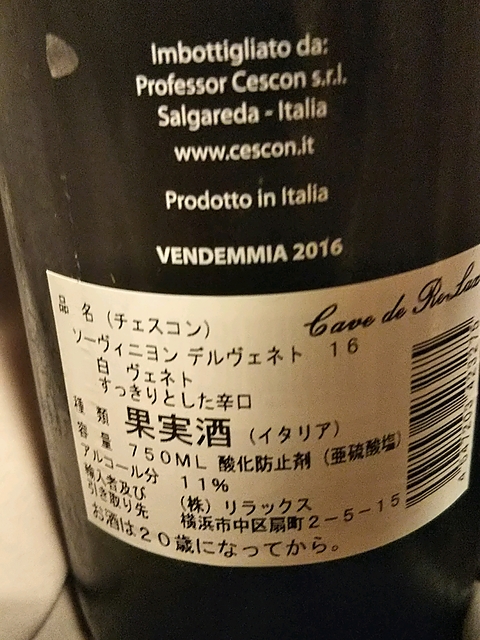 Imbottigliato da:
Professor Cescon s.r.l.
Salgareda - Italia
www.cescon.it
Prodotto in Italia
VENDEMMIA 2016
Cave de Re-Lax
品 名 (チェスコン)
ソーヴィニヨン デルヴェネト 16
白 ヴェネト
すっきりとした辛口
種 類 果実酒 (イタリア)
容 量 750ML 酸化防止剤 (亜硫酸塩)
アルコール分 11%
輸入者及び
引き取り先 (株) リラックス
横浜市中区扇町2-5-15
お酒は20歳になってから。